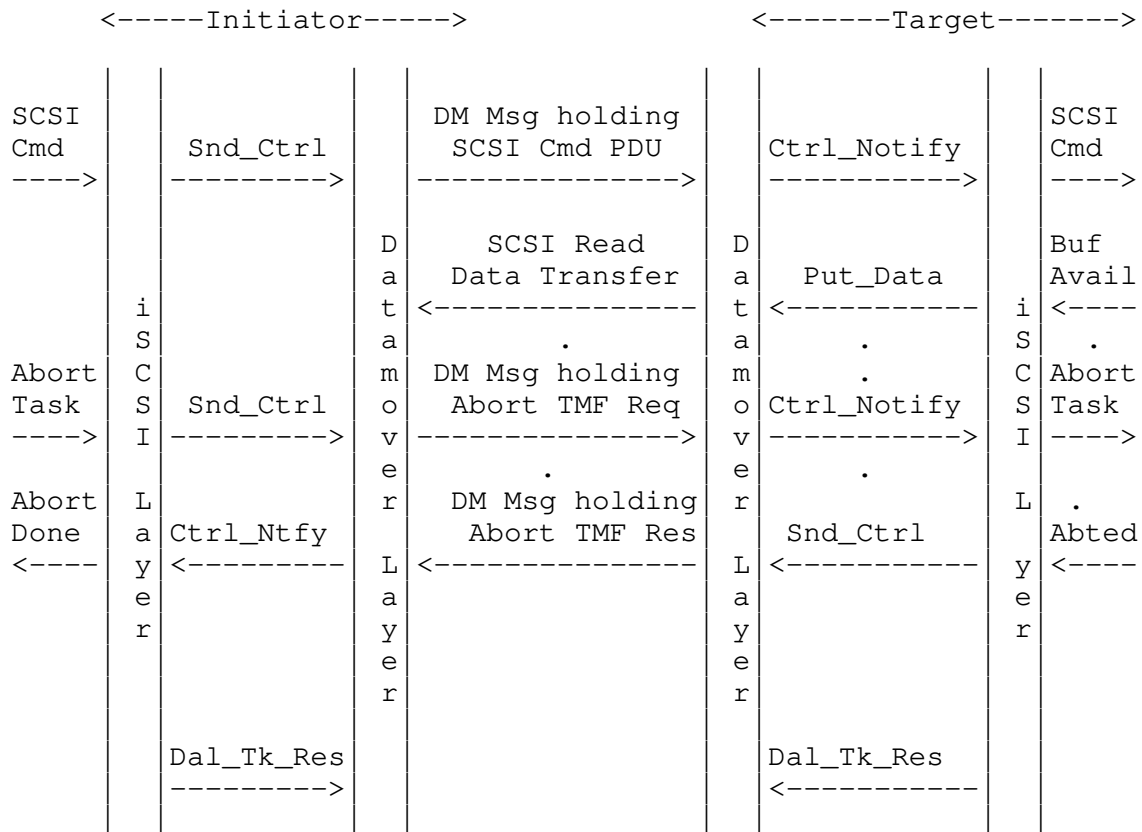 <-----Initiator-----> <-------Target------->
SCSI DM Msg holding SCSI
Cmd Snd_Ctrl SCSI Cmd PDU Ctrl_Notify Cmd
----> ---------> ---------------> -----------> ---->
D SCSI Read D Buf
a Data Transfer a Put_Data Avail
i t <--------------- t <----------- i <----
S a . a . S .
Abort C m DM Msg holding m . C Abort
Task S Snd_Ctrl o Abort TMF Req o Ctrl_Notify S Task
----> I ---------> v ---------------> v -----------> I ---->
e . e .
Abort L r DM Msg holding r L .
Done a Ctrl_Ntfy Abort TMF Res Snd_Ctrl a Abted
<---- y <--------- L <--------------- L <----------- y <----
e a a e
r y y r
e e
r r
Dal_Tk_Res Dal_Tk_Res
---------> <-----------